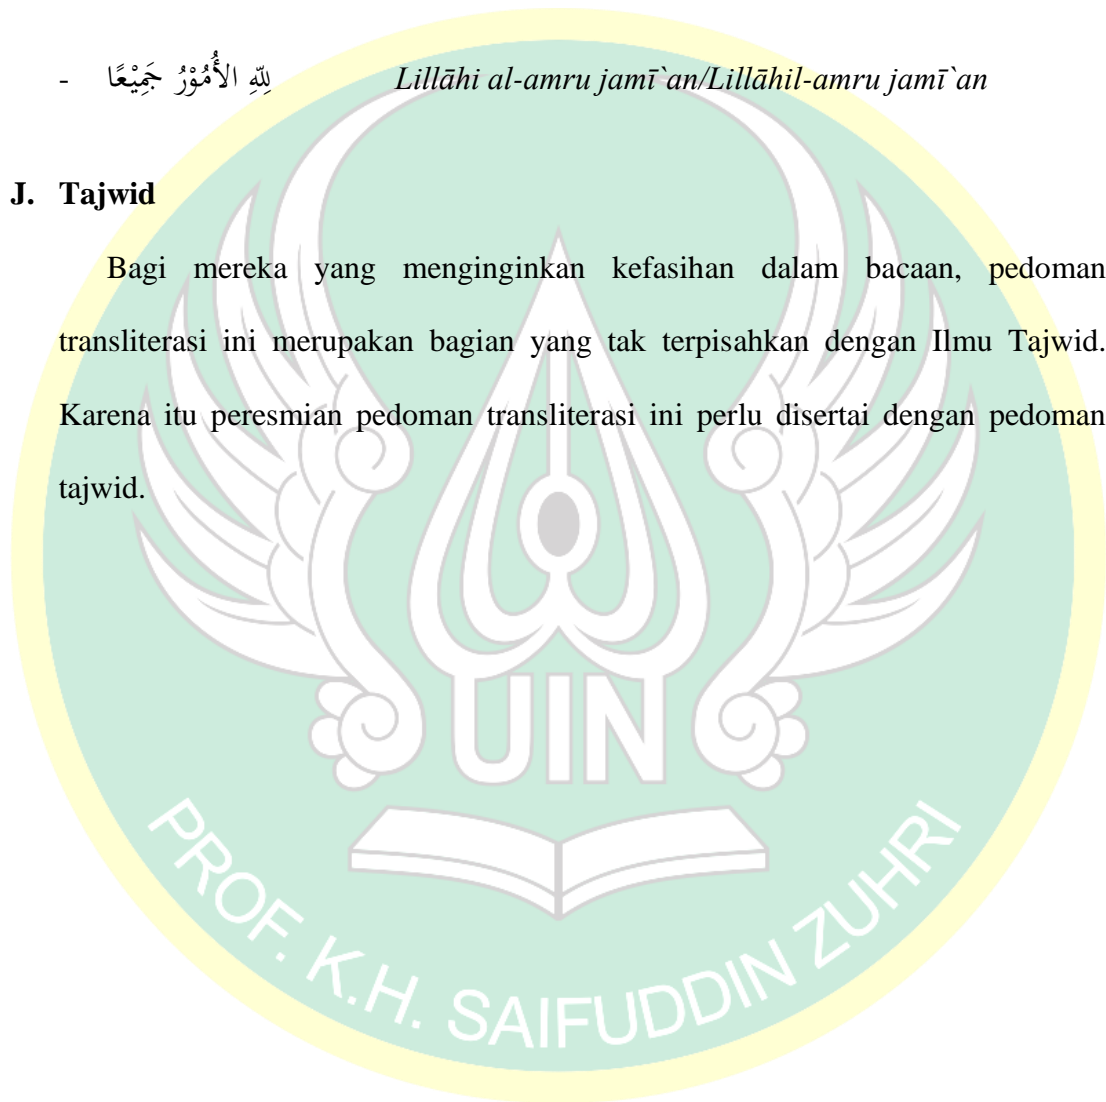 - لِلّهِ الأُمُوْرُ جَمِيْعًا Lillāhi al-amru jamī`an/Lillāhil-amru jamī`an
J. Tajwid
Bagi mereka yang menginginkan kefasihan dalam bacaan, pedoman
transliterasi ini merupakan bagian yang tak terpisahkan dengan Ilmu Tajwid.
Karena itu peresmian pedoman transliterasi ini perlu disertai dengan pedoman
tajwid.
UIN
PROF. K.H. SAIFUDDIN ZUHRI